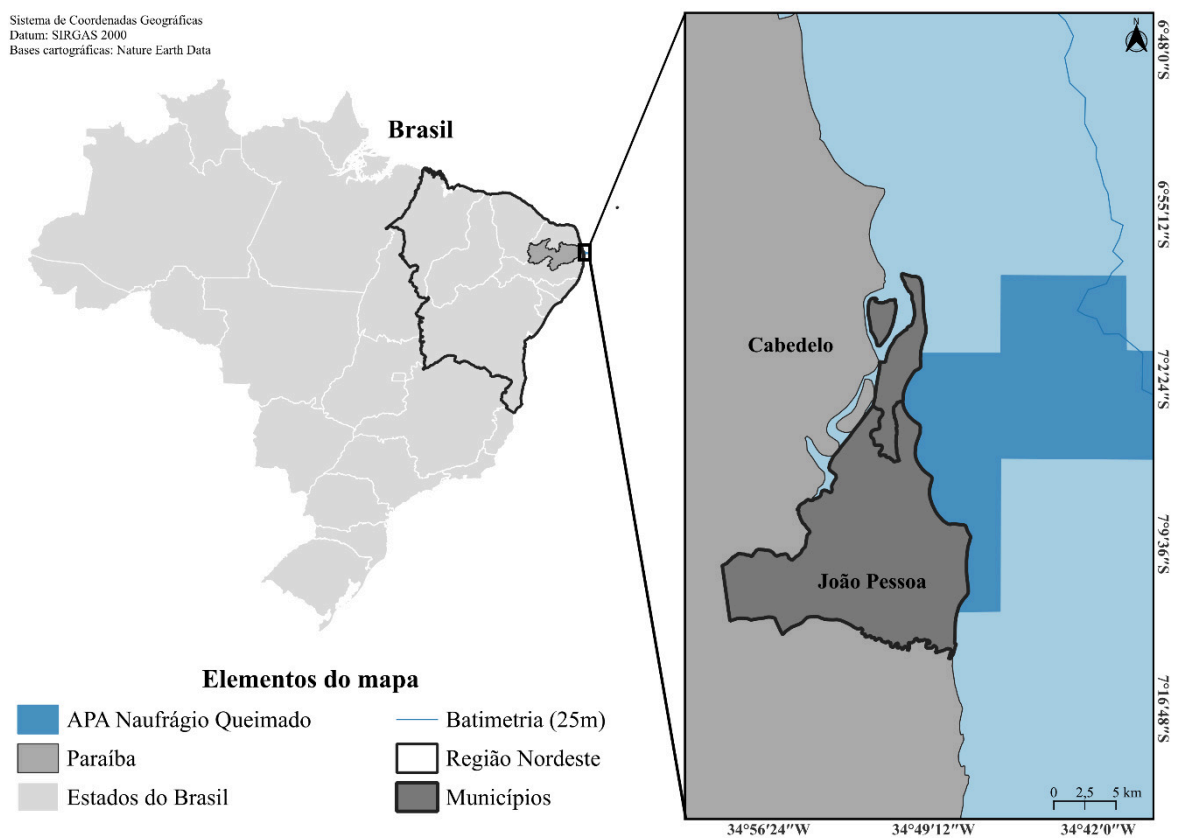 Sistema de Coordenadas Geográficas
Datum: SIRGAS 2000
Bases cartográficas: Nature Earth Data
Brasil
N
6°48'0"S
6°55'12"S
Cabedelo
7°2'24"S
7°9'36"S
João Pessoa
7°16'48"S
Elementos do mapa
APA Naufrágio Queimado
Batimetria (25m)
Paraíba
Região Nordeste
Estados do Brasil
Municípios
0 2,5 5 km
34°56'24"W 34°49'12"W 34°42'0"W